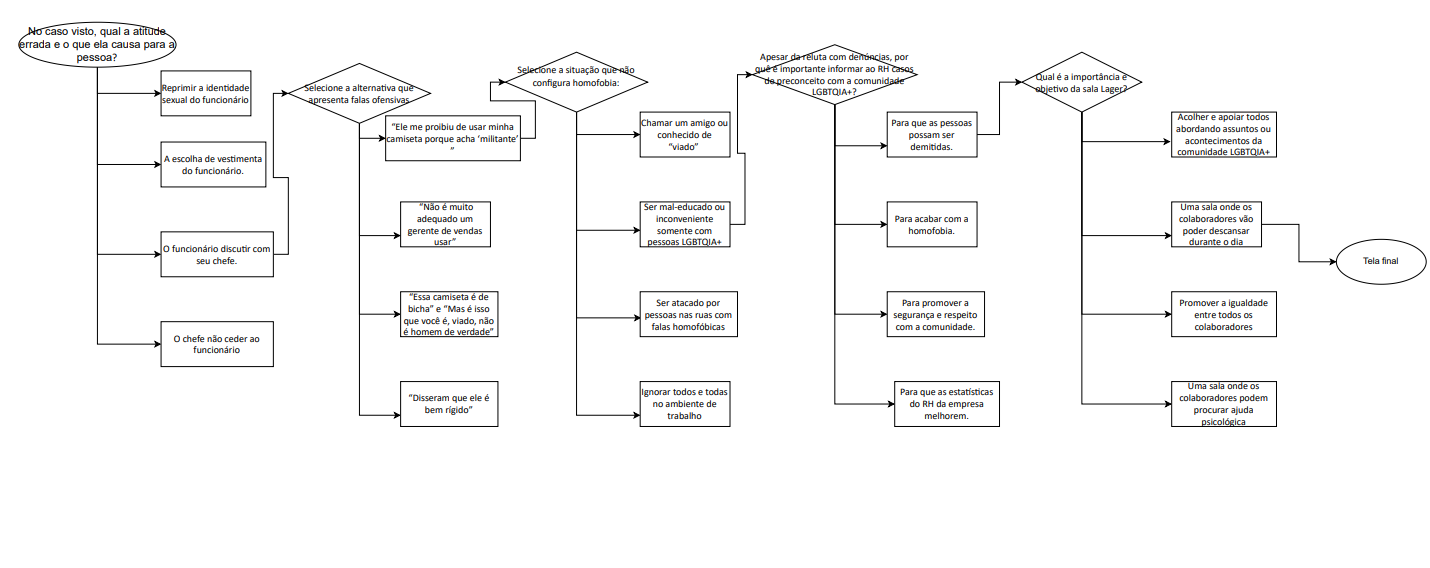 No caso visto, qual a atitude
errada e o que ela causa para a
pessoa?
Reprimir a identidade
sexual do funcionário
A escolha de vestimenta
do funcionário.
O funcionário discutir com
seu chefe.
O chefe não ceder ao
funcionário
Selecione a alternativa que
apresenta falas ofensivas
“Ele me proibiu de usar minha
camiseta porque acha ‘militante’
”
“Não é muito
adequado um
gerente de vendas
usar”
“Essa camiseta é de
bicha” e “Mas é isso
que você é, viado, não
é homem de verdade”
“Disseram que ele é
bem rígido”
Selecione a situação que não
configura homofobia:
Chamar um amigo ou
conhecido de
“viado”
Ser mal-educado ou
inconveniente
somente com
pessoas LGBTQIA+
Ser atacado por
pessoas nas ruas com
falas homofóbicas
Ignorar todos e todas
no ambiente de
trabalho
Apesar da reluta com denúncias, por
quê é importante informar ao RH casos
do preconceito com a comunidade
LGBTQIA+?
Para que as pessoas
possam ser
demitidas.
Para acabar com a
homofobia.
Para promover a
segurança e respeito
com a comunidade.
Para que as estatísticas
do RH da empresa
melhorem.
Qual é a importância e
objetivo da sala Lager?
Acolher e apoiar todos
abordando assuntos ou
acontecimentos da
comunidade LGBTQIA+
Uma sala onde os
colaboradores vão
poder descansar
durante o dia
Promover a igualdade
entre todos os
colaboradores
Uma sala onde os
colaboradores podem
procurar ajuda
psicológica
Tela final